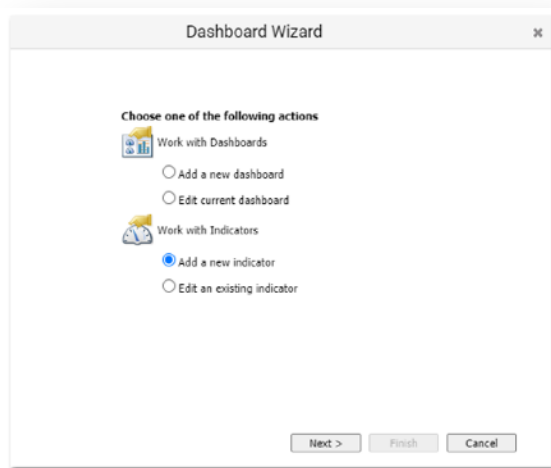 Dashboard Wizard
Choose one of the following actions
Work with Dashboards
Add a new dashboard
Edit current dashboard
Work with Indicators
Add a new indicator
Edit an existing indicator
Next > Finish Cancel